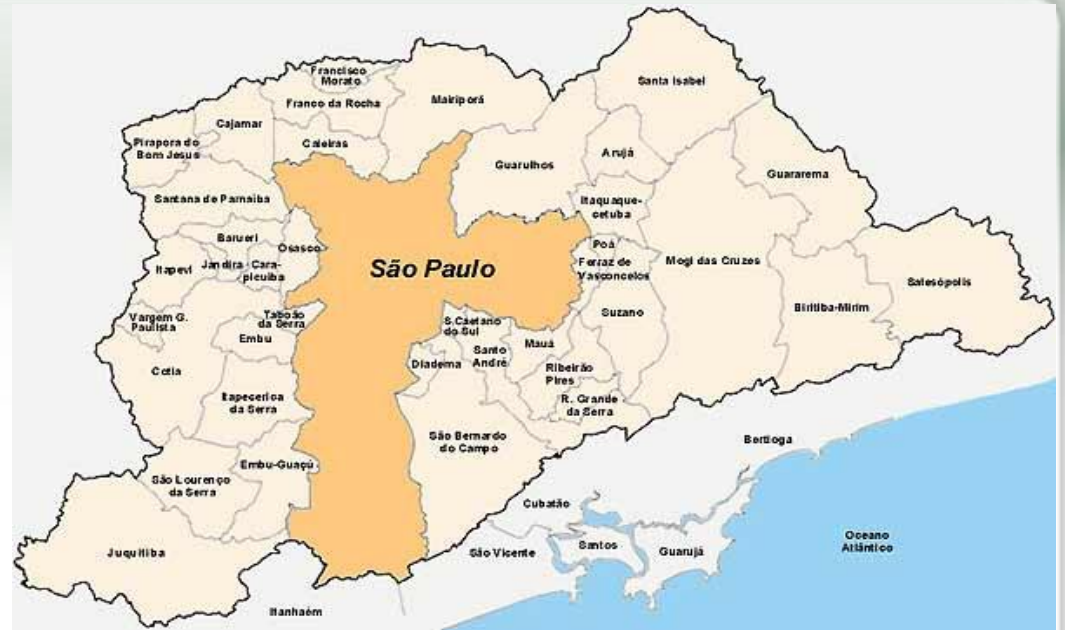 Francisco
Morato
Franco da Rocha
Mairiporã
Santa Isabel
Cajamar
Pirapora do
Bom Jesus
Caieiras
Guarulhos
Arujá
Guararema
Santana de Parnaíba
Itaquaque-
cetuba
Barueri
Osasco
Poá
Itapevi
Jandira
Cara-
picuíba
São Paulo
Ferraz de
Vasconcelos
Mogi das Cruzes
Salesópolis
Biritiba-Mirim
Vargem G.
Paulista
Taboão
da Serra
Embu
S.Caetano
do Sul
Suzano
Cotia
Diadema
Santo
André
Mauá
Ribeirão
Pires
Itapecerica
da Serra
R. Grande
da Serra
São Bernardo
do Campo
Bertioga
Embu-Guaçú
São Lourenço
da Serra
Cubatão
Juquitiba
São Vicente
Santos
Guarujá
Oceano
Atlântico
Itanhaém